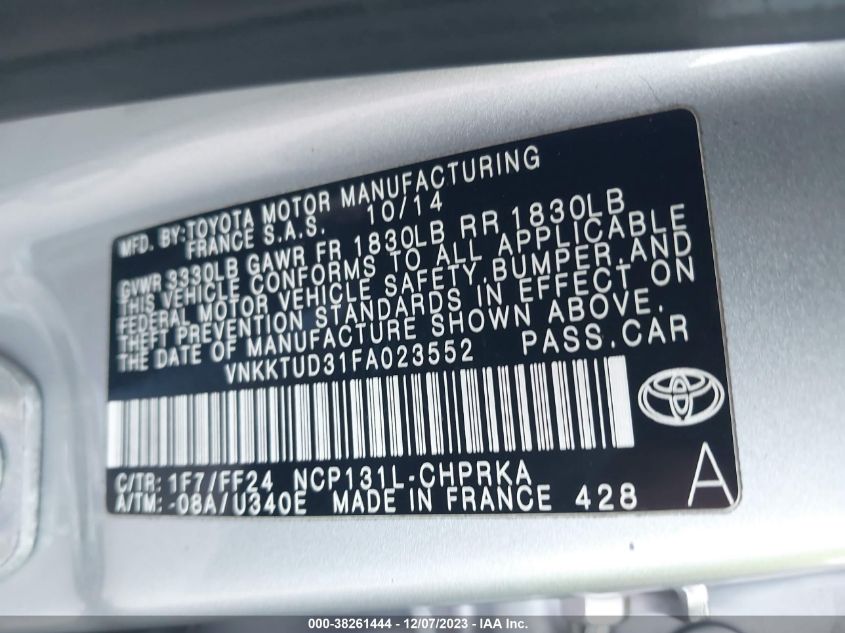 MFD. BY:TOYOTA MOTOR MANUFACTURING
FRANCE S.A.S. 10/14
GVWR 3330LB GAWR FR 1830LB RR 1830LB
THIS VEHICLE CONFORMS TO ALL APPLICABLE
FEDERAL MOTOR VEHICLE SAFETY,BUMPER,AND
THEFT PREVENTION STANDARDS IN EFFECT ON
THE DATE OF MANUFACTURE SHOWN ABOVE.
VNKKTUD31FA023552 PASS.CAR
C/TR: 1F7/FF24 NCP131L-CHPRKA
A/TM: -08A/U340E MADE IN FRANCE 428
A
000-38261444 - 12/07/2023 - IAA Inc.